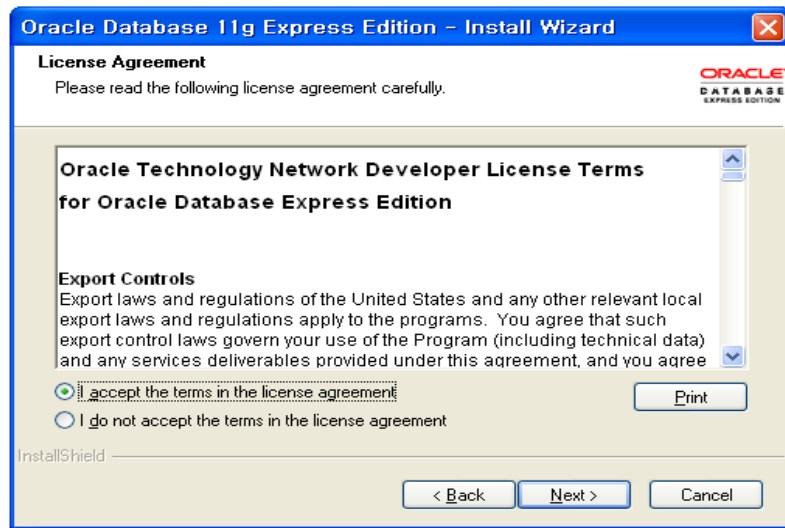 Oracle Database 11g Express Edition - Install Wizard
License Agreement
Please read the following license agreement carefully.
ORACLE
DATABASE
EXPRESS EDITION
Oracle Technology Network Developer License Terms
for Oracle Database Express Edition
Export Controls
Export laws and regulations of the United States and any other relevant local
export laws and regulations apply to the programs. You agree that such
export control laws govern your use of the Program (including technical data)
and any services deliverables provided under this agreement, and you agree
I accept the terms in the license agreement
Print
I do not accept the terms in the license agreement
InstallShield
< Back
Next >
Cancel